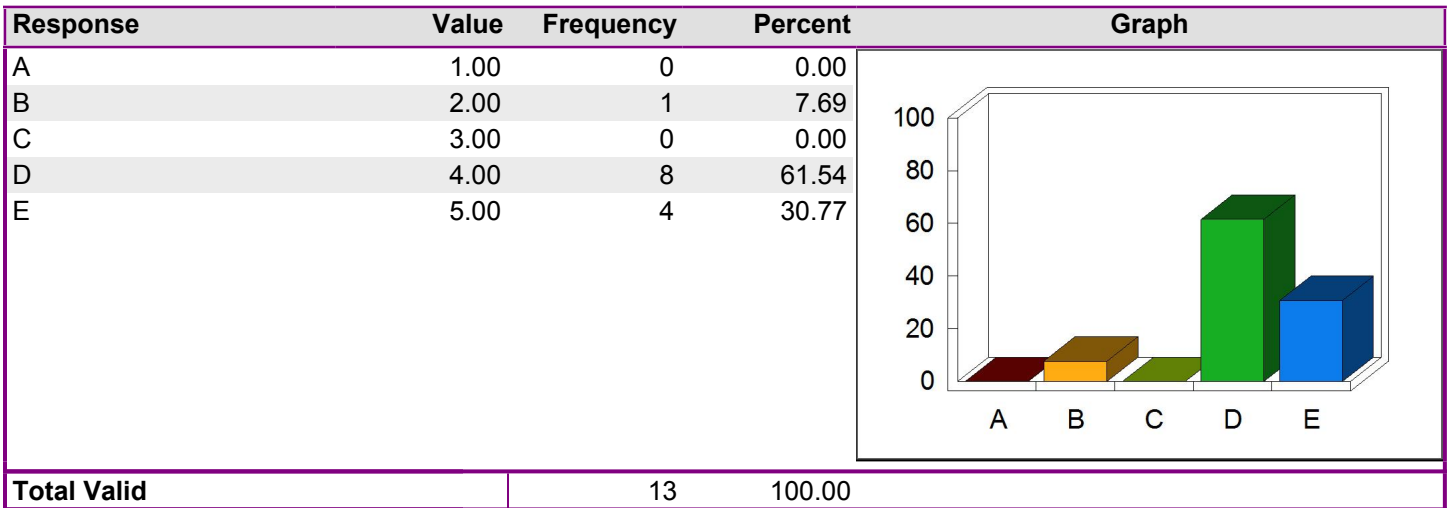 Response Value Frequency Percent Graph
A 1.00 0 0.00
B 2.00 1 7.69
C 3.00 0 0.00
D 4.00 8 61.54
E 5.00 4 30.77
100
80
60
40
20
0
A B C D E
Total Valid 13 100.00